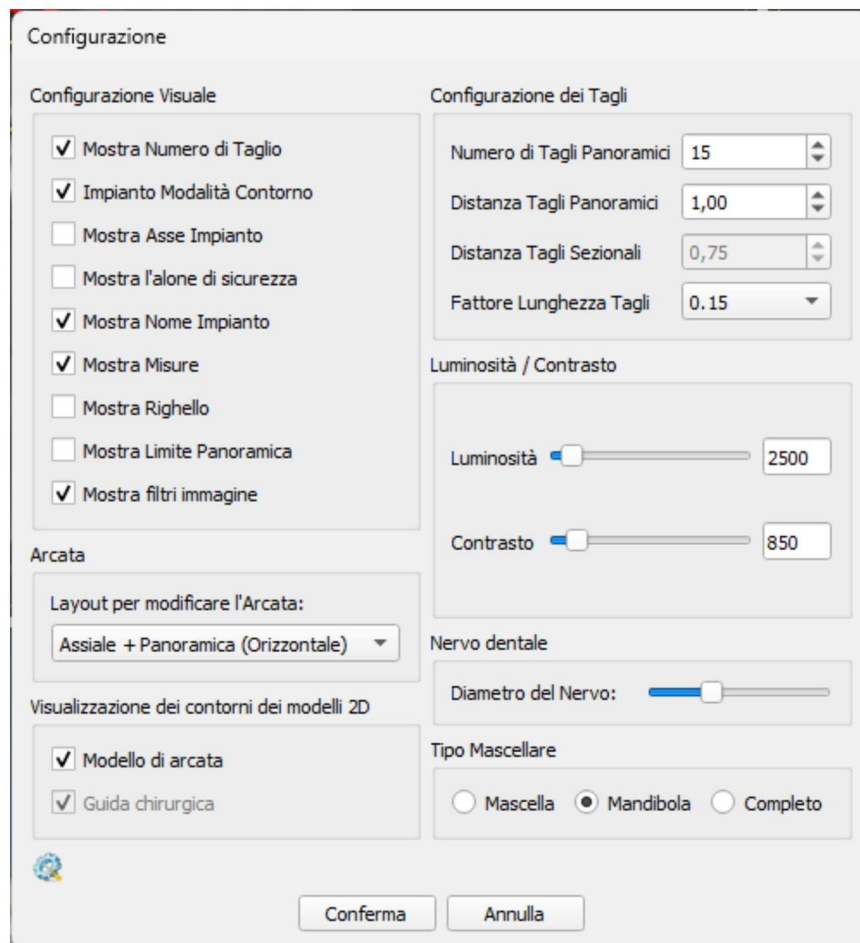 Configurazione
Configurazione Visuale
Mostra Numero di Taglio
Impianto Modalità Contorno
Mostra Asse Impianto
Mostra l'alone di sicurezza
Mostra Nome Impianto
Mostra Misure
Mostra Righello
Mostra Limite Panoramica
Mostra filtri immagine
Arcata
Layout per modificare l'Arcata:
Assiale + Panoramica (Orizzontale)
Visualizzazione dei contorni dei modelli 2D
Modello di arcata
Guida chirurgica
Configurazione dei Tagli
Numero di Tagli Panoramici 15
Distanza Tagli Panoramici 1,00
Distanza Tagli Sezionali 0,75
Fattore Lunghezza Tagli 0.15
Luminosità / Contrasto
Luminosità 2500
Contrasto 850
Nervo dentale
Diametro del Nervo:
Tipo Mascellare
Mascella Mandibola Completo
Conferma Annulla